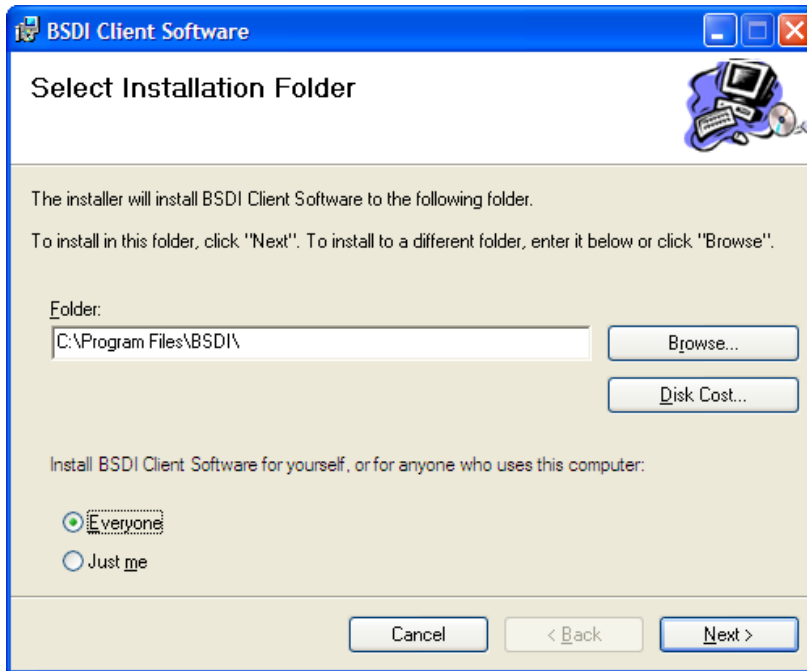 BSDI Client Software
Select Installation Folder
The installer will install BSDI Client Software to the following folder.
To install in this folder, click "Next". To install to a different folder, enter it below or click "Browse".
Folder:
C:\Program Files\BSDI\
Browse...
Disk Cost...
Install BSDI Client Software for yourself, or for anyone who uses this computer:
Everyone
Just me
Cancel
< Back
Next >